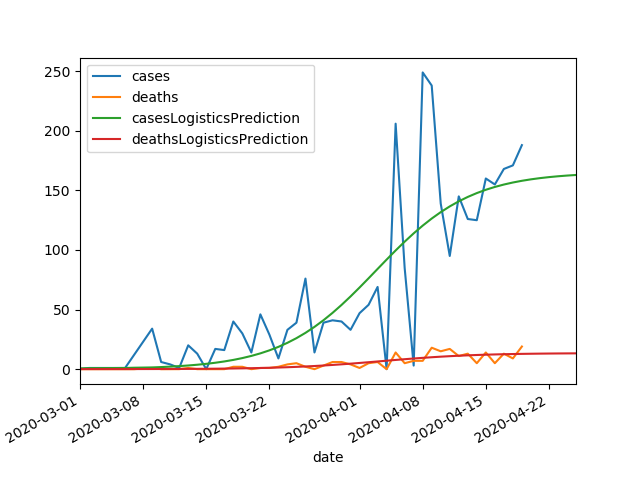 250
200
150
100
50
0
cases
deaths
casesLogisticsPrediction
deathsLogisticsPrediction
2020-03-01
2020-03-08
2020-03-15
2020-03-22
2020-04-01
2020-04-08
2020-04-15
2020-04-22
date